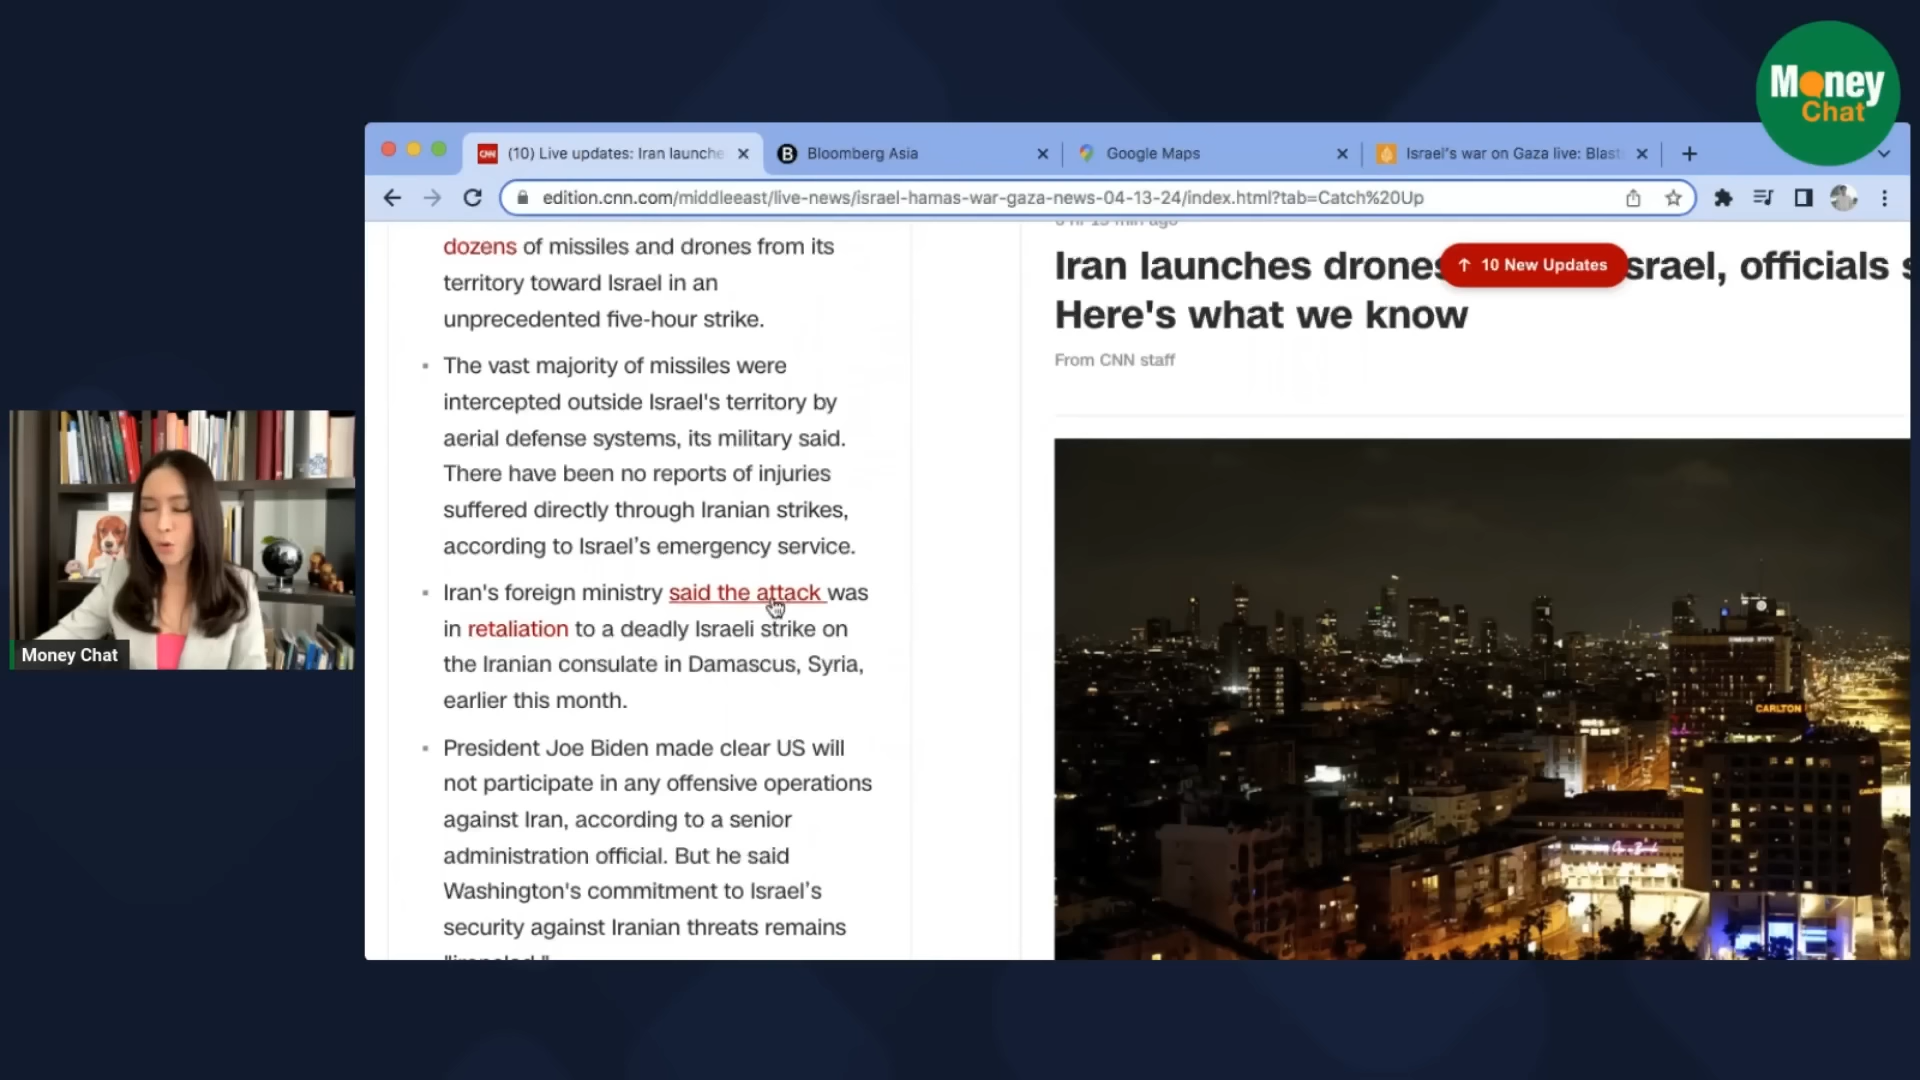 Money
Chat
(10) Live updates: Iran launche
Bloomberg Asia
Google Maps
Israel's war on Gaza live: Blast
edition.cnn.com/middleeast/live-news/israel-hamas-war-gaza-news-04-13-24/index.html?tab=Catch%20Up
dozens of missiles and drones from its
territory toward Israel in an
unprecedented five-hour strike.
The vast majority of missiles were
intercepted outside Israel's territory by
aerial defense systems, its military said.
There have been no reports of injuries
suffered directly through Iranian strikes,
according to Israel's emergency service.
Iran's foreign ministry said the attack was
in retaliation to a deadly Israeli strike on
the Iranian consulate in Damascus, Syria,
earlier this month.
President Joe Biden made clear US will
not participate in any offensive operations
against Iran, according to a senior
administration official. But he said
Washington's commitment to Israel's
security against Iranian threats remains
Iran launches drones srael, officials s
↑ 10 New Updates
Here's what we know
From CNN staff
CARLTON
Money Chat